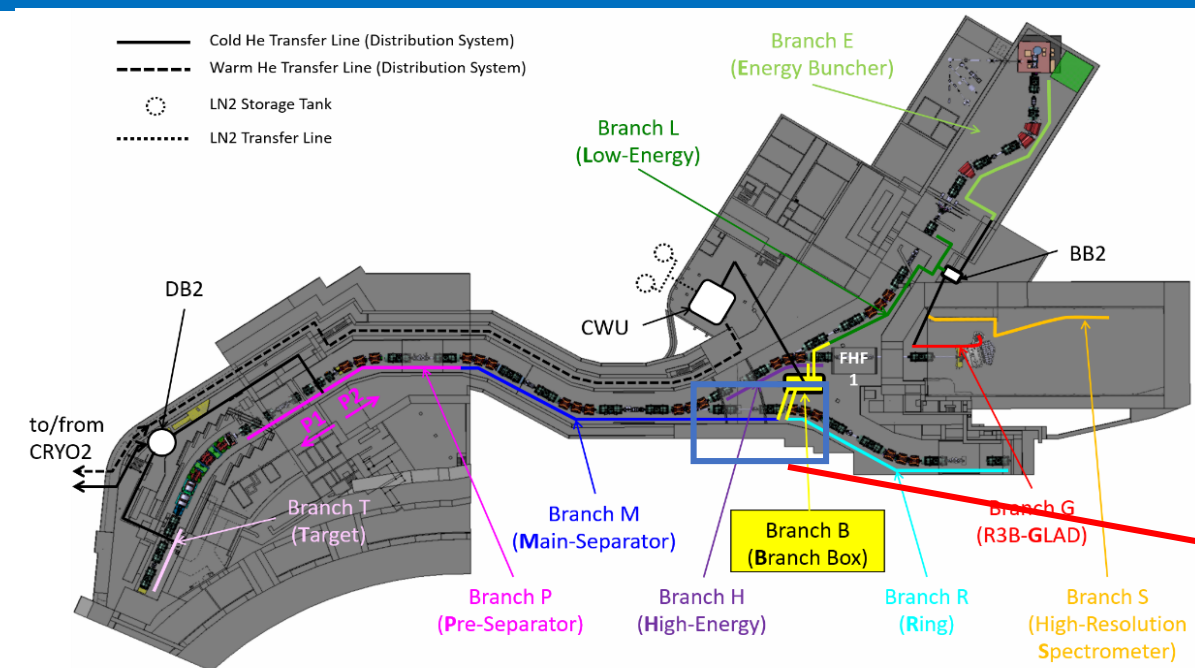 Cold He Transfer Line (Distribution System)
Warm He Transfer Line (Distribution System)
LN2 Storage Tank
LN2 Transfer Line
Branch E
(Energy Buncher)
Branch L
(Low-Energy)
BB2
DB2
CWU
FHF
1
to/from
CRYO2
P1
P2
Branch T
(Target)
Branch M
(Main-Separator)
Branch B
(Branch Box)
Branch G
(R3B-GLAD)
Branch P
(Pre-Separator)
Branch H
(High-Energy)
Branch R
(Ring)
Branch S
(High-Resolution
Spectrometer)